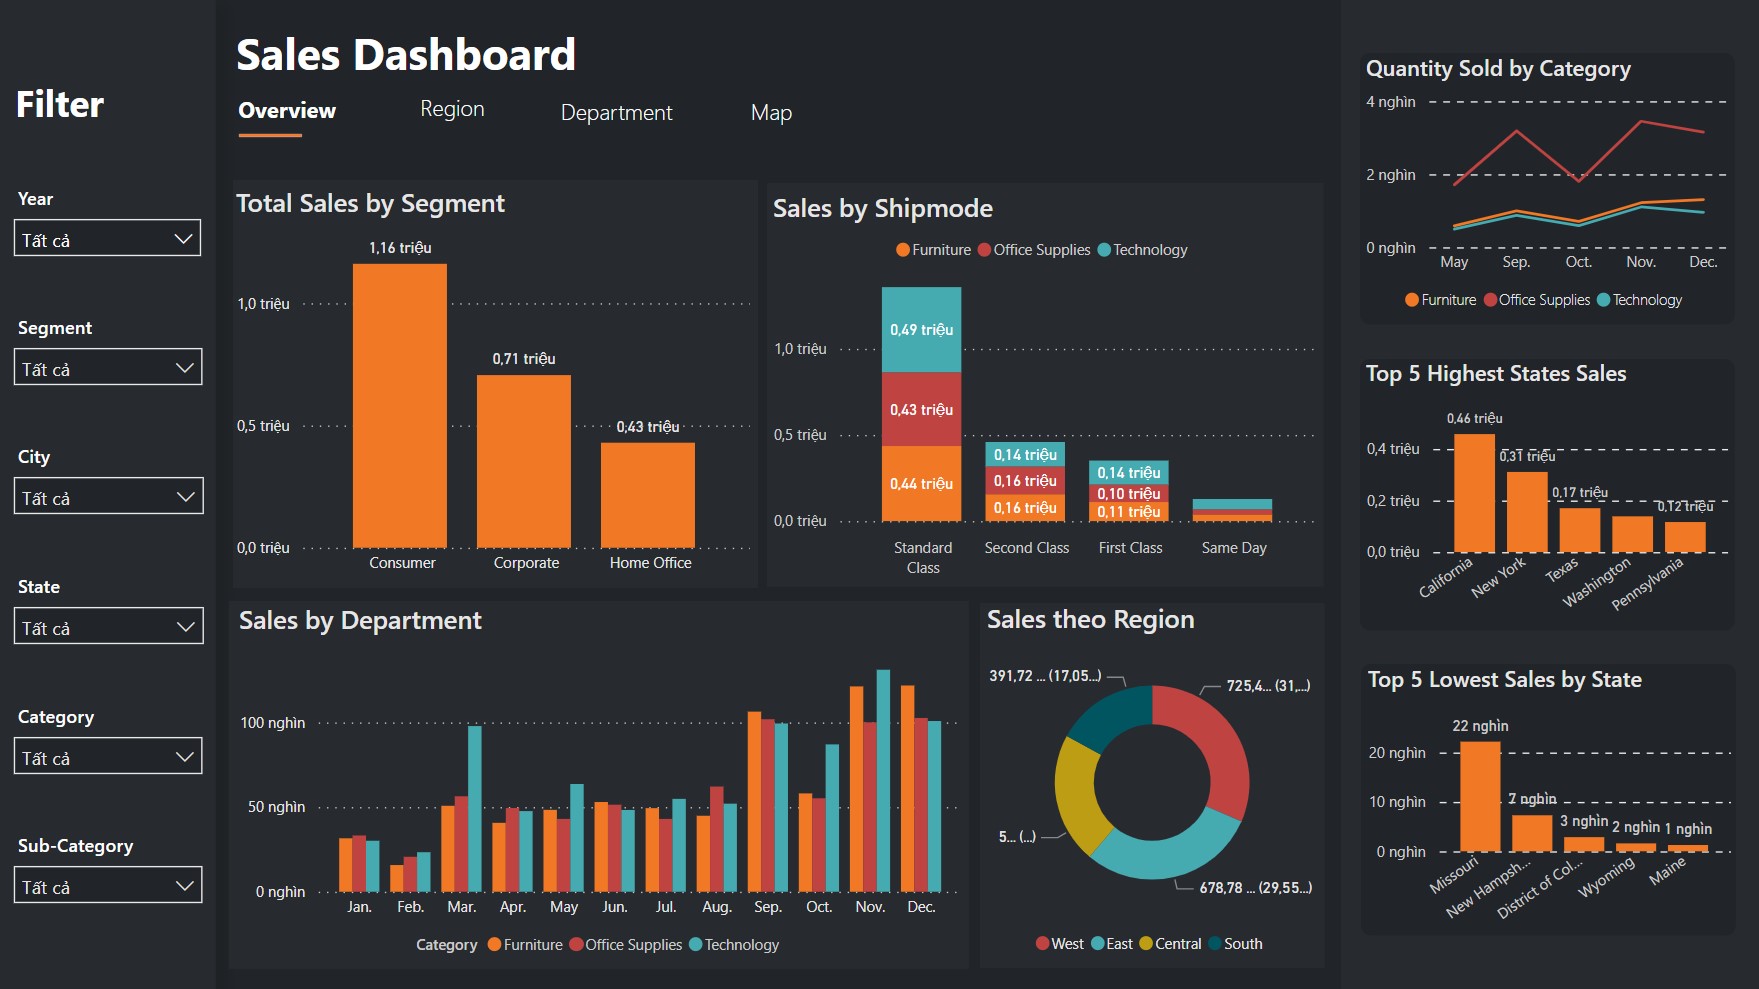 Filter
Year
Tất cả
Segment
Tất cả
City
Tất cả
State
Tất cả
Category
Tất cả
Sub-Category
Tất cả
Sales Dashboard
Overview
Region
Department
Map
Total Sales by Segment
1,16 triệu
0,71 triệu
0,43 triệu
1,0 triệu
0,5 triệu
0,0 triệu
Consumer
Corporate
Home Office
Sales by Shipmode
Furniture
Office Supplies
Technology
1,0 triệu
0,5 triệu
0,0 triệu
0,49 triệu
0,43 triệu
0,44 triệu
0,14 triệu
0,16 triệu
0,16 triệu
0,14 triệu
0,10 triệu
0,11 triệu
Standard
Class
Second Class
First Class
Same Day
Sales by Department
100 nghìn
50 nghìn
0 nghìn
Jan.
Feb.
Mar.
Apr.
May
Jun.
Jul.
Aug.
Sep.
Oct.
Nov.
Dec.
Category
Furniture
Office Supplies
Technology
Sales theo Region
391,72 ... (17,05...)
725,4... (31,...)
5... (...)
678,78 ... (29,55...)
West
East
Central
South
Quantity Sold by Category
4 nghìn
2 nghìn
0 nghìn
May
Sep.
Oct.
Nov.
Dec.
Furniture
Office Supplies
Technology
Top 5 Highest States Sales
0,46 triệu
0,31 triệu
0,17 triệu
0,12 triệu
0,4 triệu
0,2 triệu
0,0 triệu
California
New York
Texas
Washington
Pennsylvania
Top 5 Lowest Sales by State
22 nghìn
7 nghìn
3 nghìn
2 nghìn
1 nghìn
20 nghìn
10 nghìn
0 nghìn
Missouri
New Hampsh...
District of Col...
Wyoming
Maine